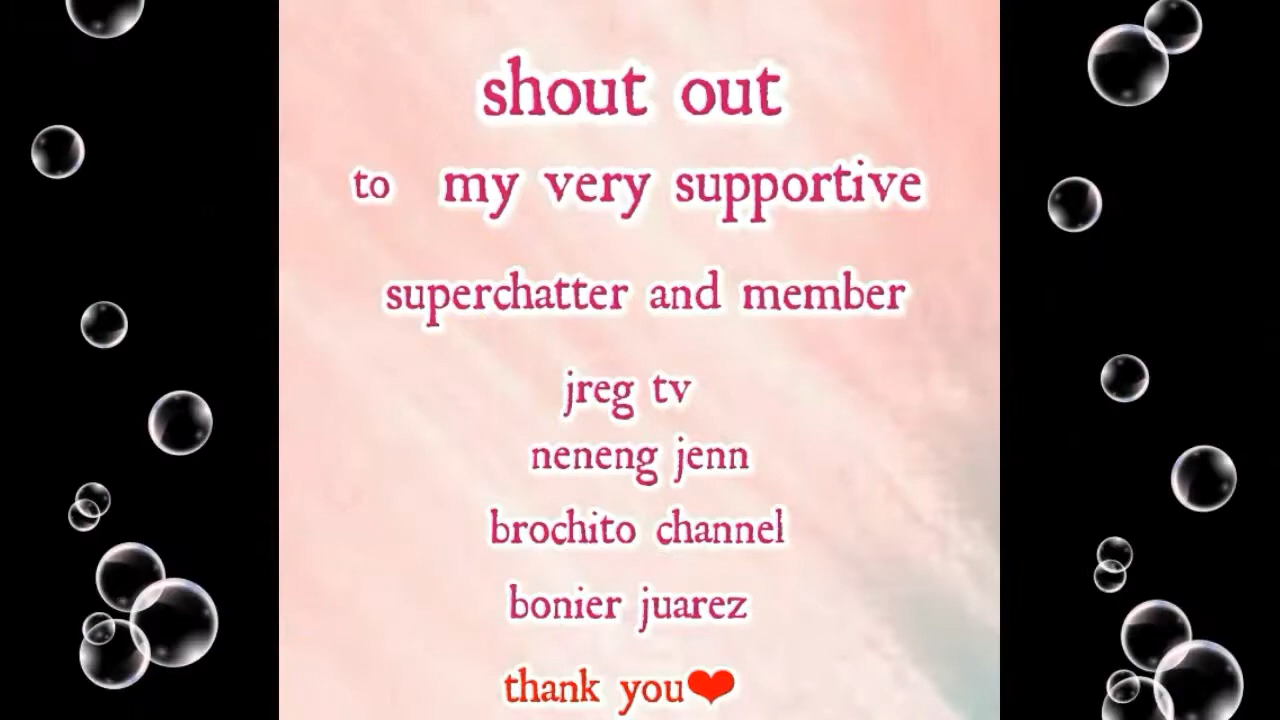 shout out
to my very supportive
superchatter and member
jreg tv
neneng jenn
brochito channel
bonier juarez
thank you❤